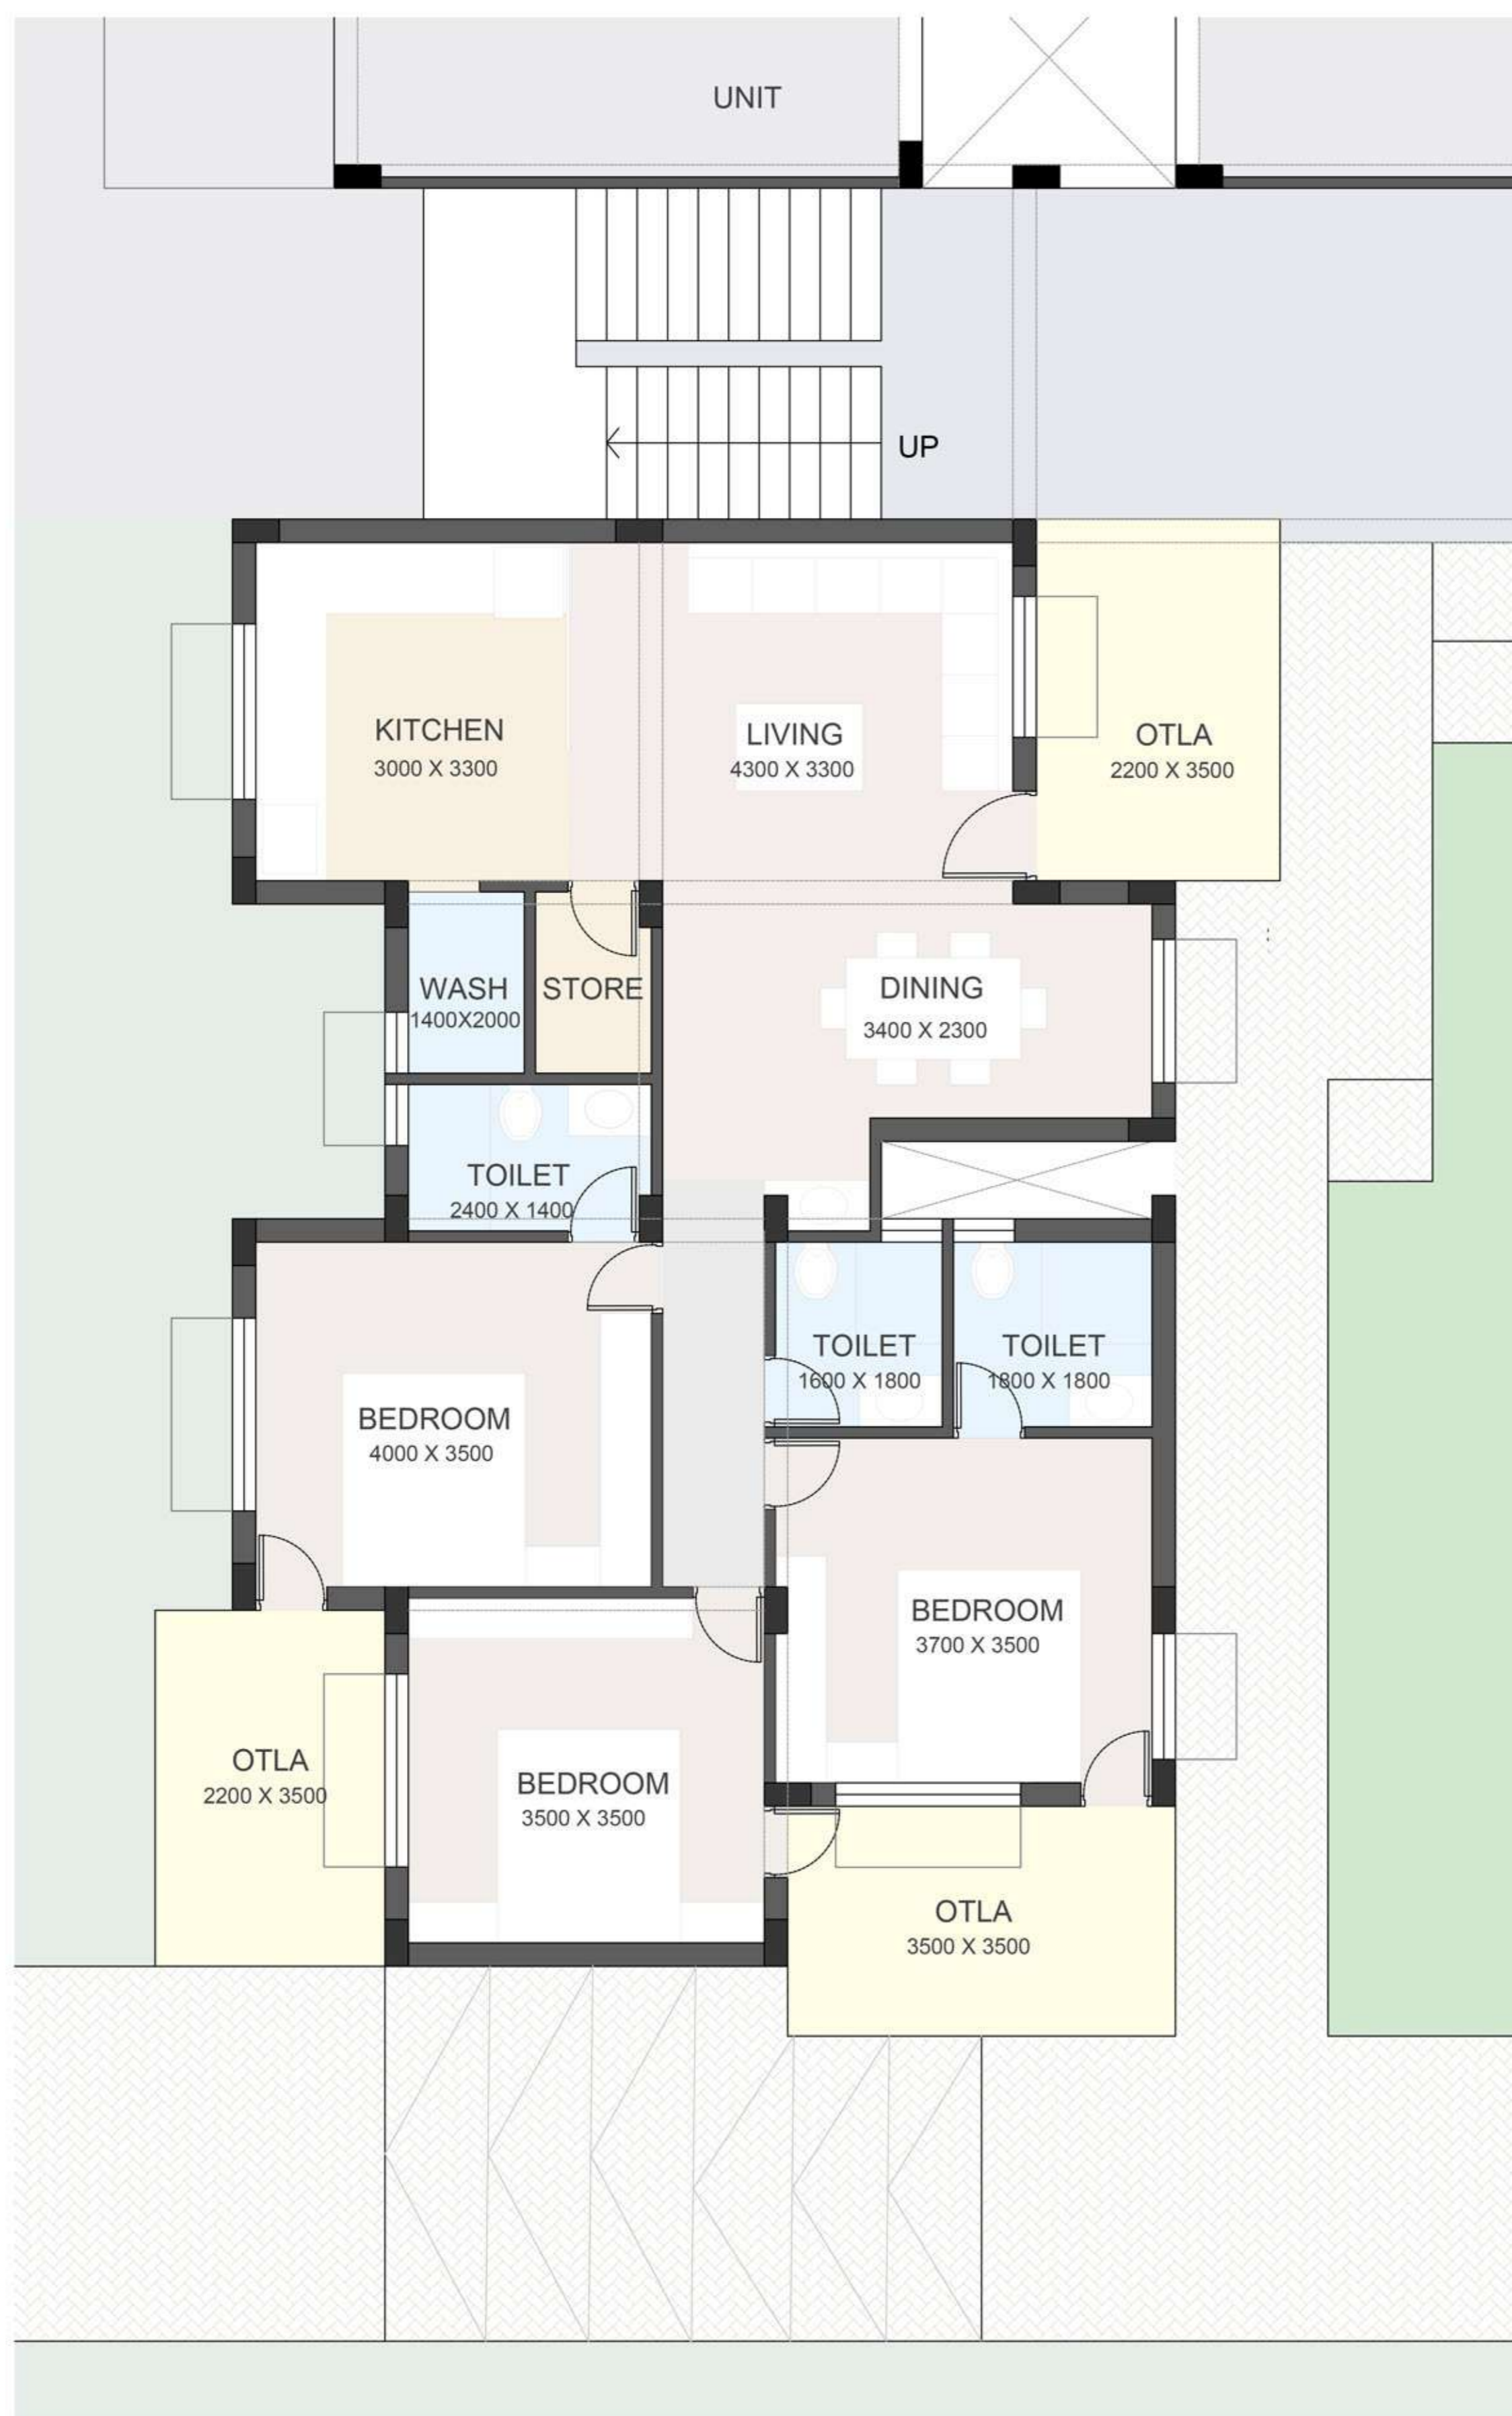 UNIT
UP
KITCHEN
3000 X 3300
LIVING
4300 X 3300
OTLA
2200 X 3500
WASH
1400X2000
STORE
DINING
3400 X 2300
TOILET
2400 X 1400
TOILET
1600 X 1800
TOILET
1800 X 1800
BEDROOM
4000 X 3500
BEDROOM
3700 X 3500
OTLA
2200 X 3500
BEDROOM
3500 X 3500
OTLA
3500 X 3500